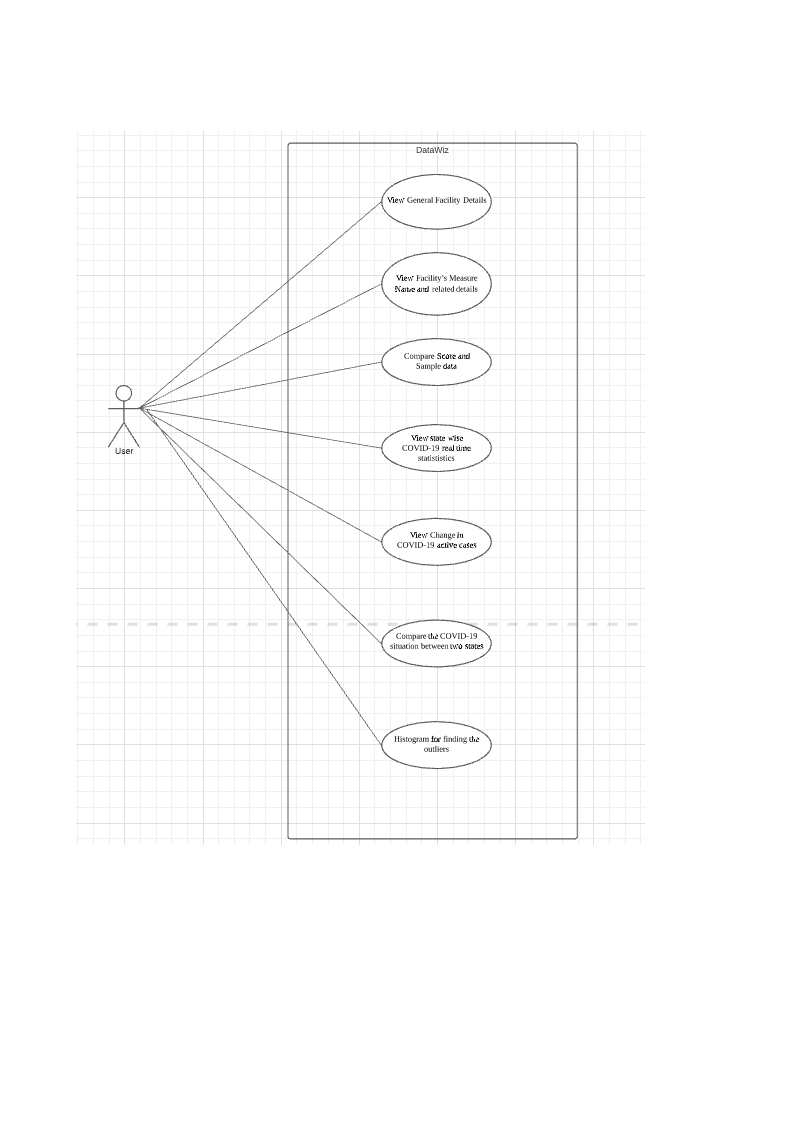 DataWiz
View General Facility Details
View Facility's Measure
Name and related details
Compare Score and
Sample data
View state wise
COVID-19 real time
statististics
View Change in
COVID-19 active cases
User
Compare the COVID-19
situation between two states
Histogram for finding the
outliers